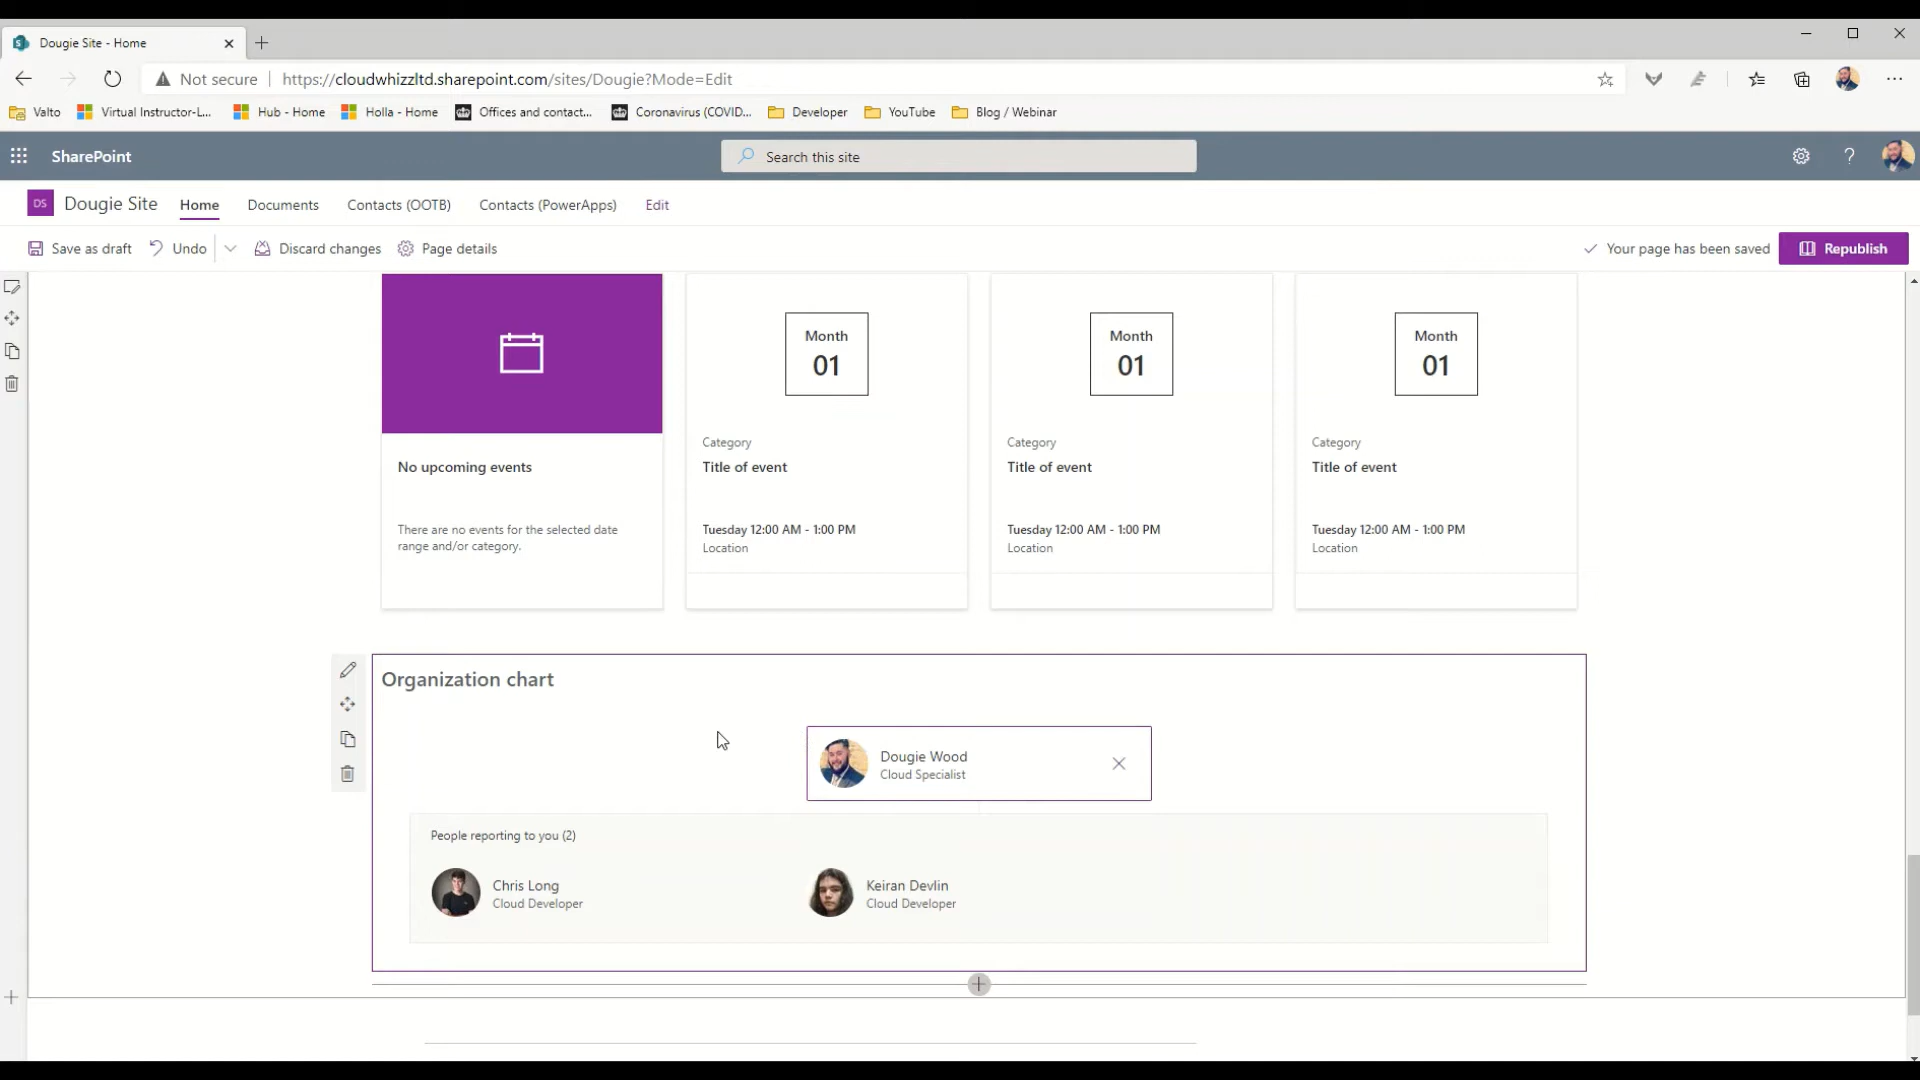 Dougie Site - Home
Not secure
https://cloudwhizzltd.sharepoint.com/sites/Dougie?Mode=Edit
Valto
Virtual Instructor-L...
Hub - Home
Holla - Home
Offices and contact...
Coronavirus (COVID...
Developer
YouTube
Blog / Webinar
SharePoint
Search this site
DS
Dougie Site
Home
Documents
Contacts (OOTB)
Contacts (PowerApps)
Edit
Save as draft
Undo
Discard changes
Page details
Your page has been saved
Republish
No upcoming events
There are no events for the selected date
range and/or category.
Month
01
Category
Title of event
Tuesday 12:00 AM - 1:00 PM
Location
Month
01
Category
Title of event
Tuesday 12:00 AM - 1:00 PM
Location
Month
01
Category
Title of event
Tuesday 12:00 AM - 1:00 PM
Location
Organization chart
Dougie Wood
Cloud Specialist
People reporting to you (2)
Chris Long
Cloud Developer
Keiran Devlin
Cloud Developer